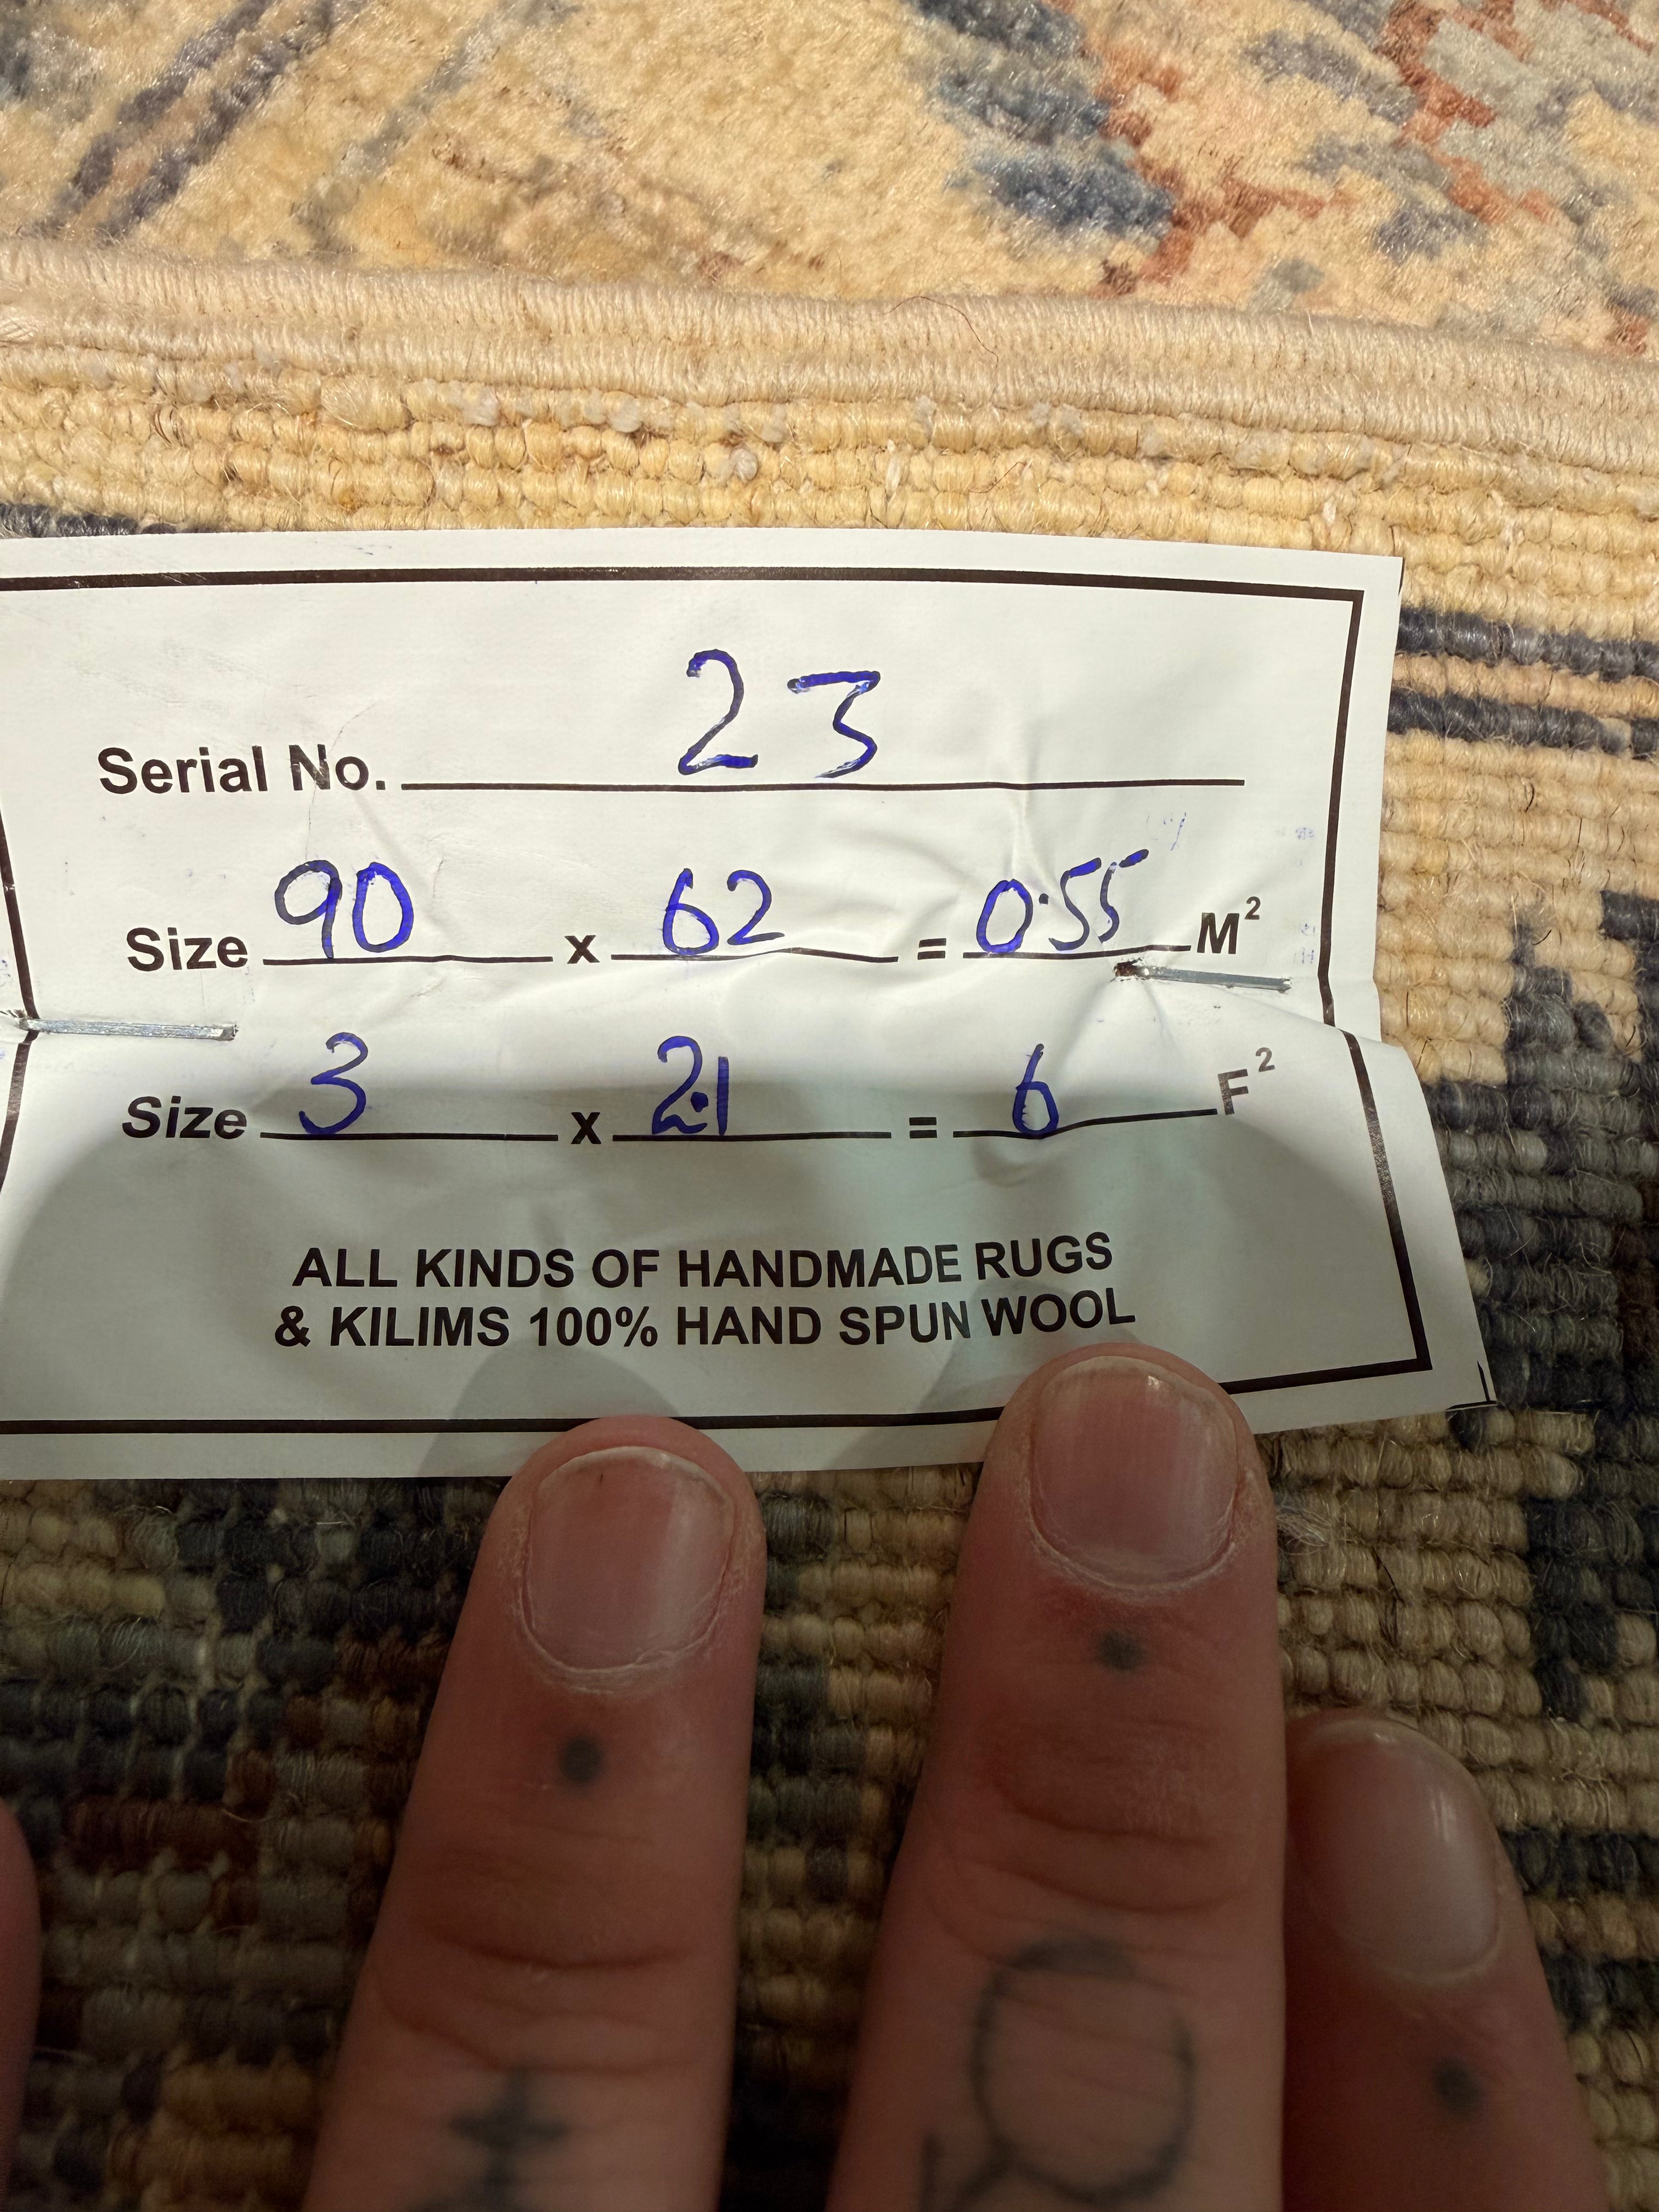 Serial No. 23
Size 90 x 62 = 0.55 M²
Size 3 x 2.1 = 6 F²
ALL KINDS OF HANDMADE RUGS
& KILIMS 100% HAND SPUN WOOL